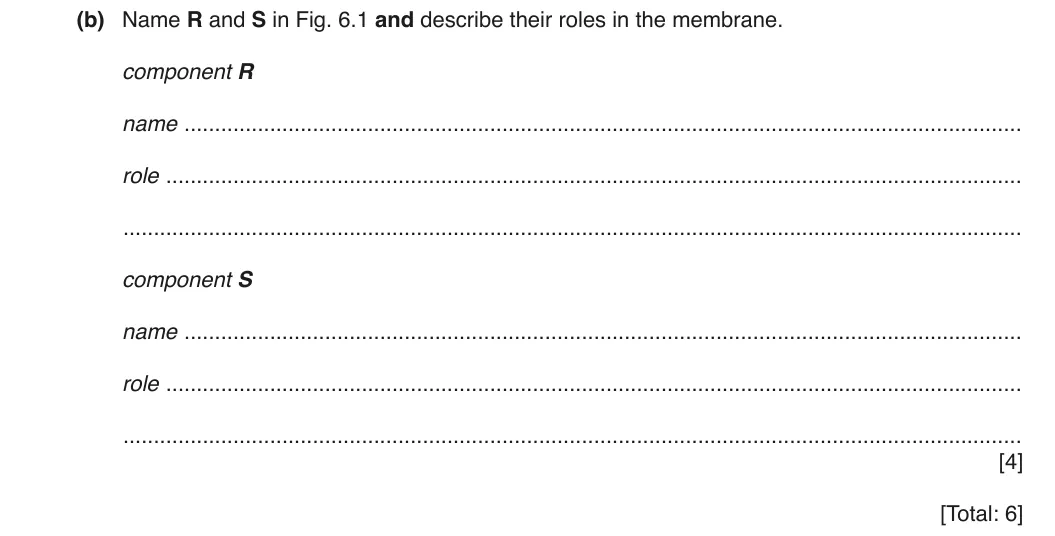 (b) Name R and S in Fig. 6.1 and describe their roles in the membrane.
component R
name ..........................................................................................................................................
role .............................................................................................................................................
....................................................................................................................................................
component S
name ..........................................................................................................................................
role .............................................................................................................................................
....................................................................................................................................................
[4]
[Total: 6]